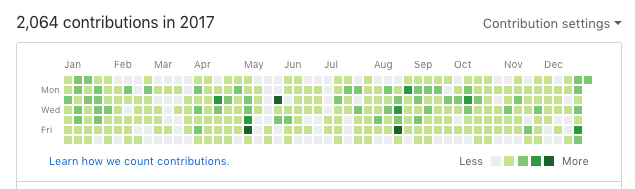 2,064 contributions in 2017
Contribution settings
Jan Feb Mar Apr May Jun Jul Aug Sep Oct Nov Dec
Mon
Wed
Fri
Learn how we count contributions.
Less More